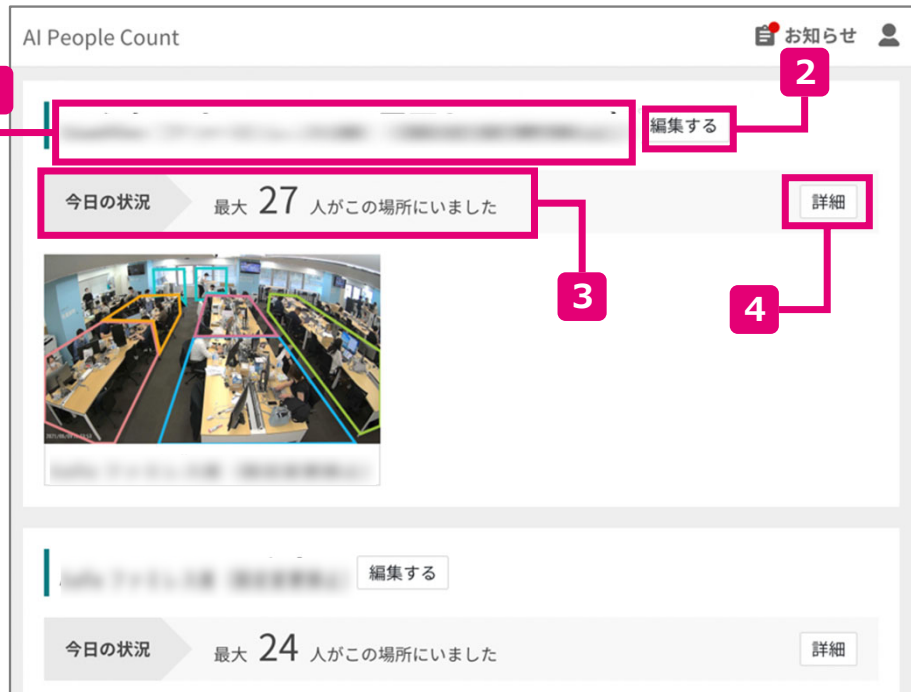 AI People Count
お知らせ
2
編集する
今日の状況
最大 27 人がこの場所にいました
詳細
3
4
編集する
今日の状況
最大 24 人がこの場所にいました
詳細